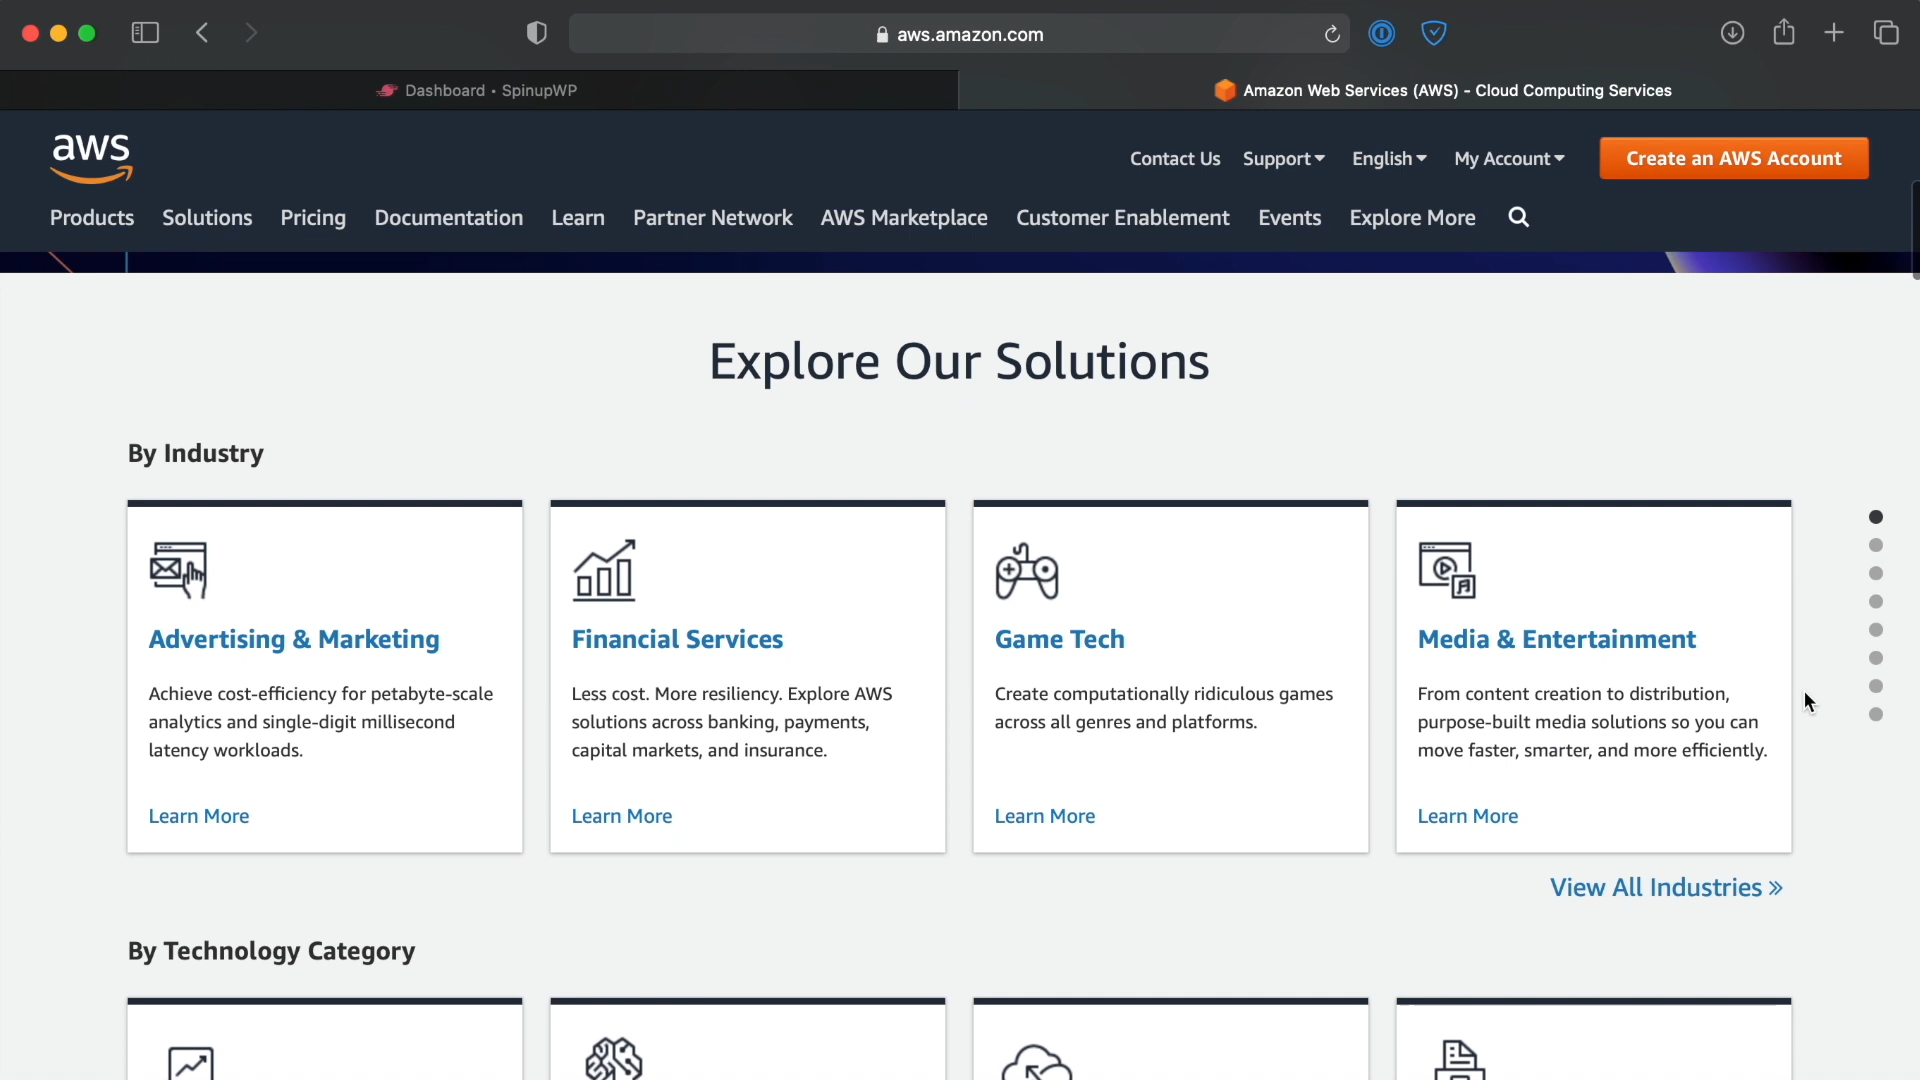 aws.amazon.com
Dashboard • SpinupWP
Amazon Web Services (AWS) - Cloud Computing Services
aws
Contact Us Support English My Account Create an AWS Account
Products Solutions Pricing Documentation Learn Partner Network AWS Marketplace Customer Enablement Events Explore More
Explore Our Solutions
By Industry
Advertising & Marketing
Achieve cost-efficiency for petabyte-scale
analytics and single-digit millisecond
latency workloads.
Learn More
Financial Services
Less cost. More resiliency. Explore AWS
solutions across banking, payments,
capital markets, and insurance.
Learn More
Game Tech
Create computationally ridiculous games
across all genres and platforms.
Learn More
Media & Entertainment
From content creation to distribution,
purpose-built media solutions so you can
move faster, smarter, and more efficiently.
Learn More
View All Industries »
By Technology Category